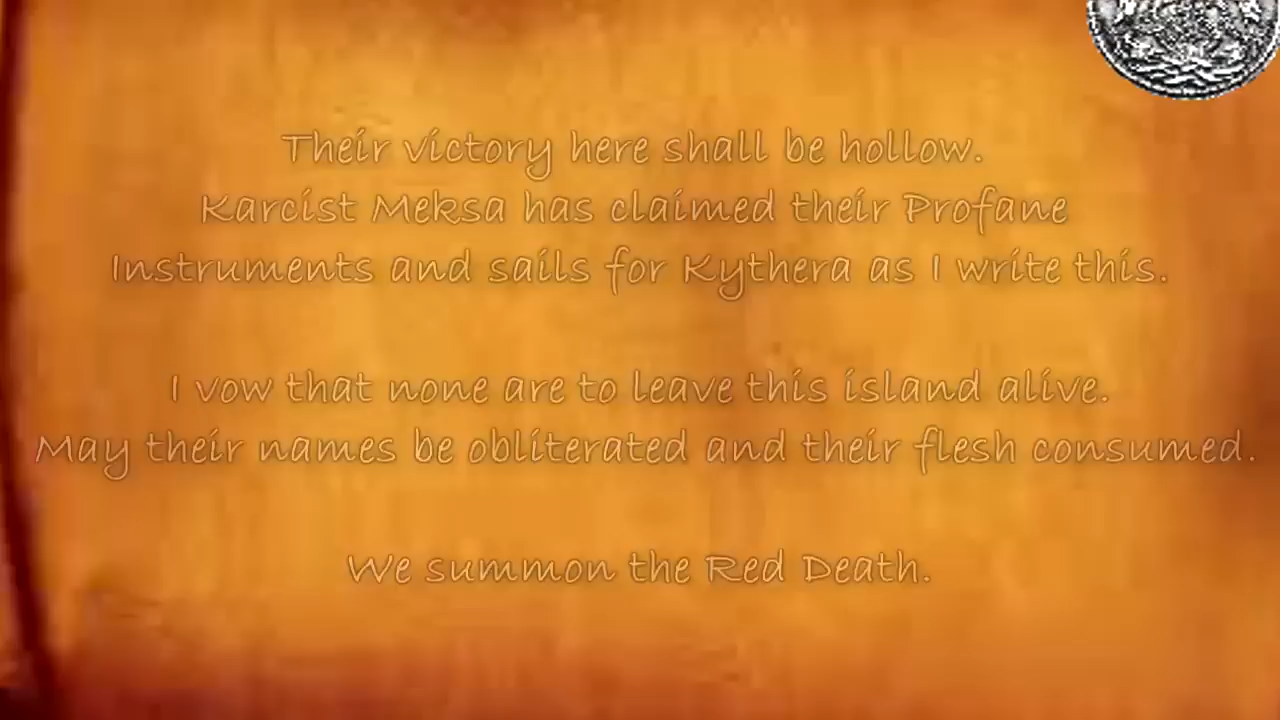 Their victory here shall be hollow.
Karcist Meksa has claimed their Profane
Instruments and sails for Kythera as I write this.
I vow that none are to leave this island alive.
May their names be obliterated and their flesh consumed.
We summon the Red Death.